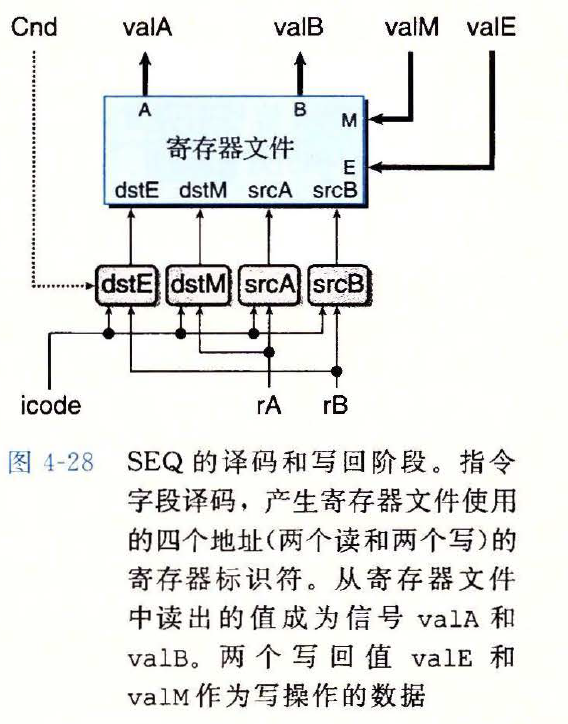 Cnd valA valB valM valE
A B
M
寄存器文件
E
dstE dstM srcA srcB
dstE dstM srcA srcB
icode rA rB
图 4-28 SEQ 的译码和写回阶段。指令
字段译码，产生寄存器文件使用
的四个地址(两个读和两个写)的
寄存器标识符。从寄存器文件
中读出的值成为信号 valA 和
valB。两个写回值 valE 和
valM作为写操作的数据